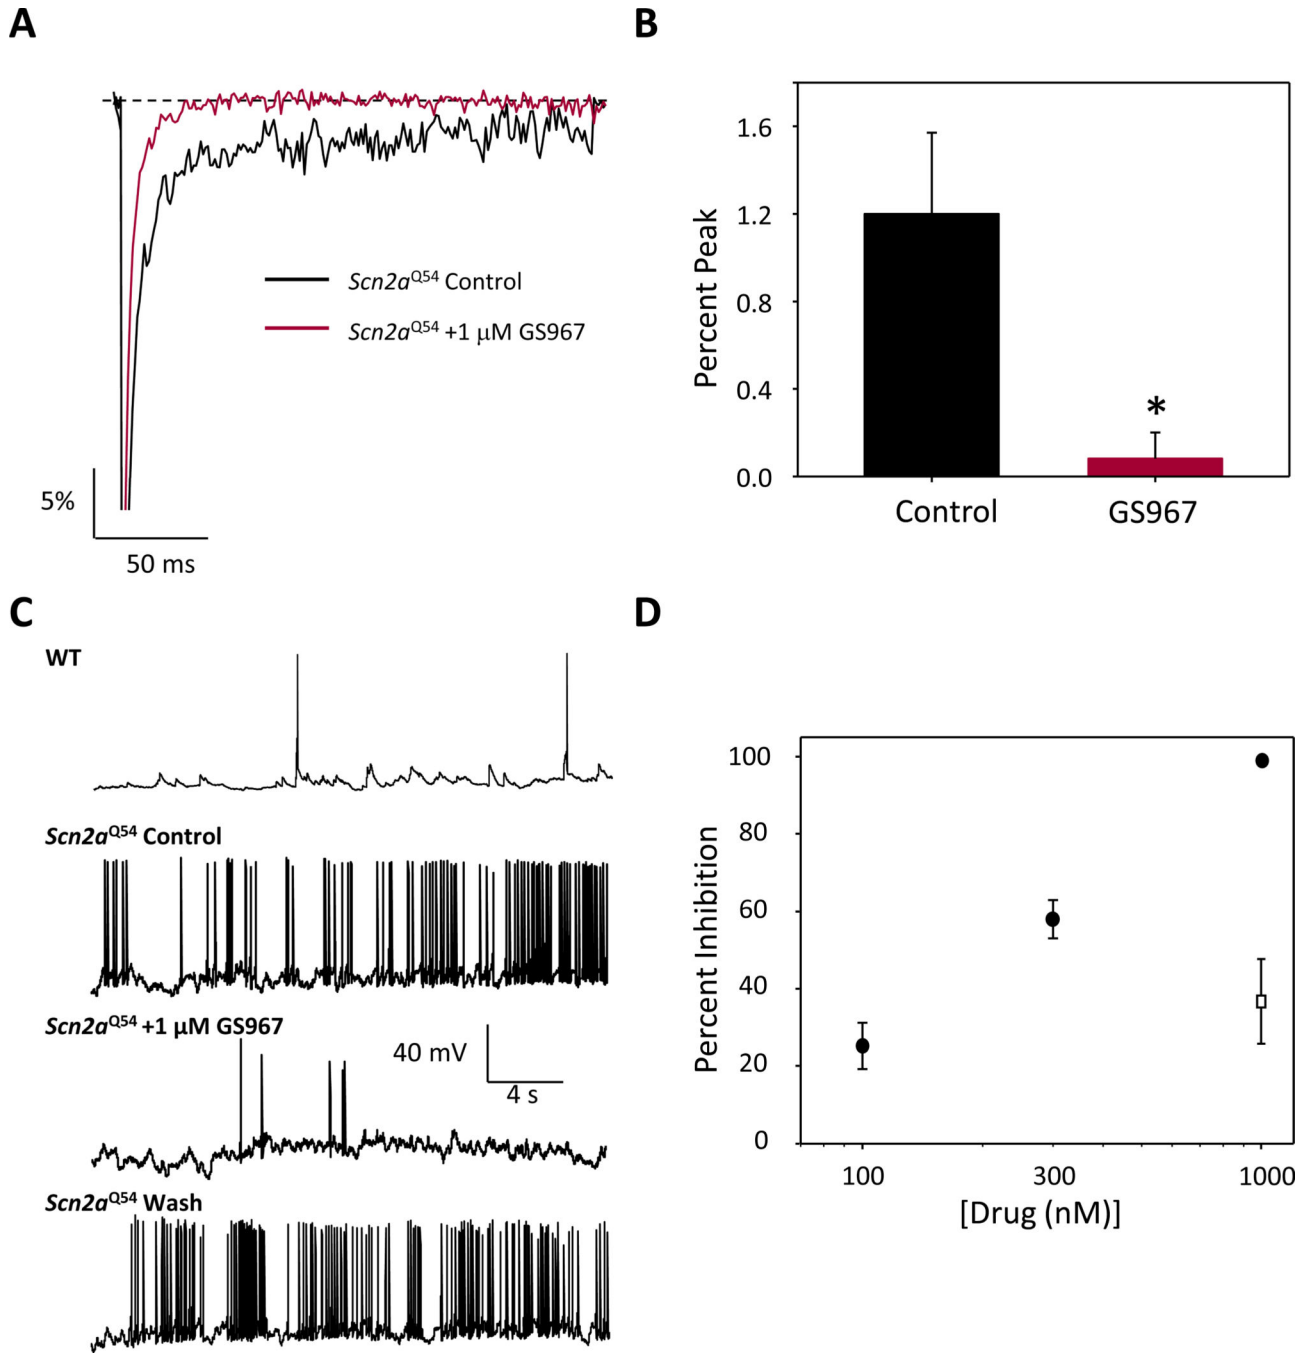 A
5%
50 ms
Scn2aQ54 Control
Scn2aQ54 +1 μM GS967
B
Percent Peak
1.6
1.2
0.8
0.4
0.0
*
Control
GS967
C
WT
Scn2aQ54 Control
Scn2aQ54 +1 μM GS967
40 mV
4 s
Scn2aQ54 Wash
D
Percent Inhibition
100
80
60
40
20
0
100
300
1000
[Drug (nM)]